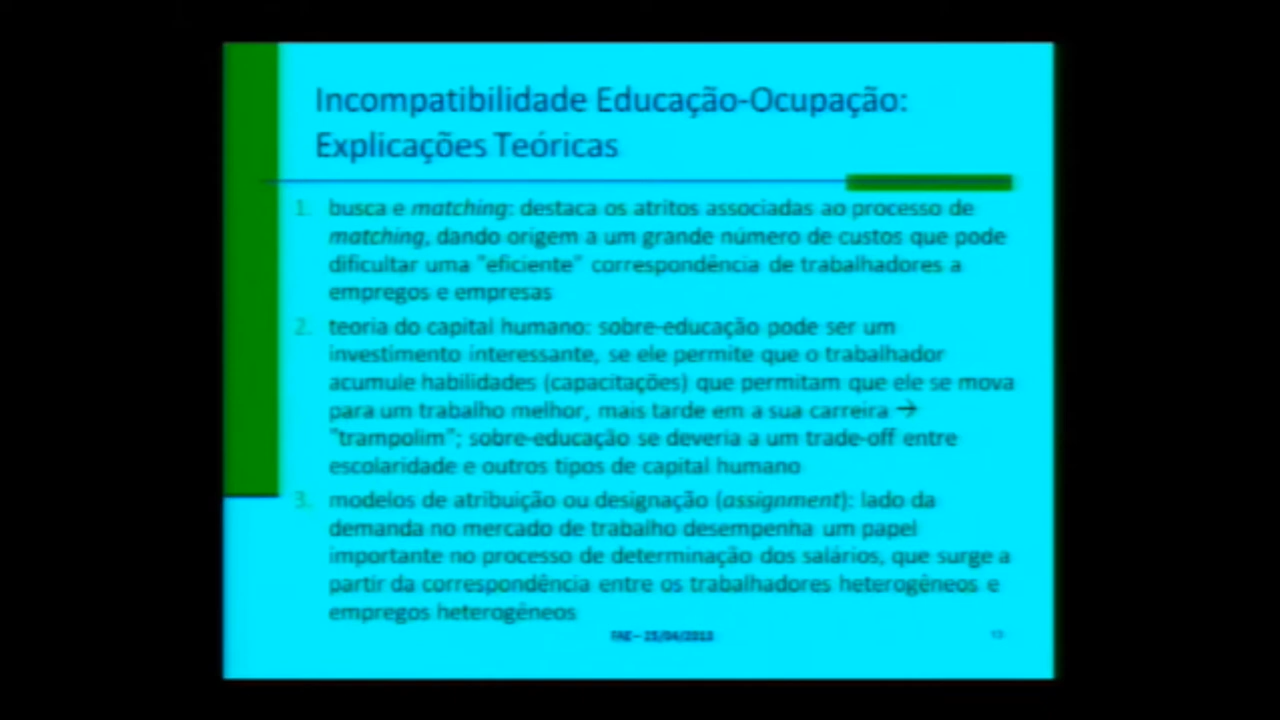 Incompatibilidade Educação-Ocupação:
Explicações Teóricas
1. busca e matching: destaca os atritos associadas ao processo de
matching, dando origem a um grande número de custos que pode
dificultar uma "eficiente" correspondência de trabalhadores a
empregos e empresas
2. teoria do capital humano: sobre-educação pode ser um
investimento interessante, se ele permite que o trabalhador
acumule habilidades (capacitações) que permitam que ele se mova
para um trabalho melhor, mais tarde em a sua carreira →
"trampolim"; sobre-educação se deveria a um trade-off entre
escolaridade e outros tipos de capital humano
3. modelos de atribuição ou designação (assignment): lado da
demanda no mercado de trabalho desempenha um papel
importante no processo de determinação dos salários, que surge a
partir da correspondência entre os trabalhadores heterogêneos e
empregos heterogêneos